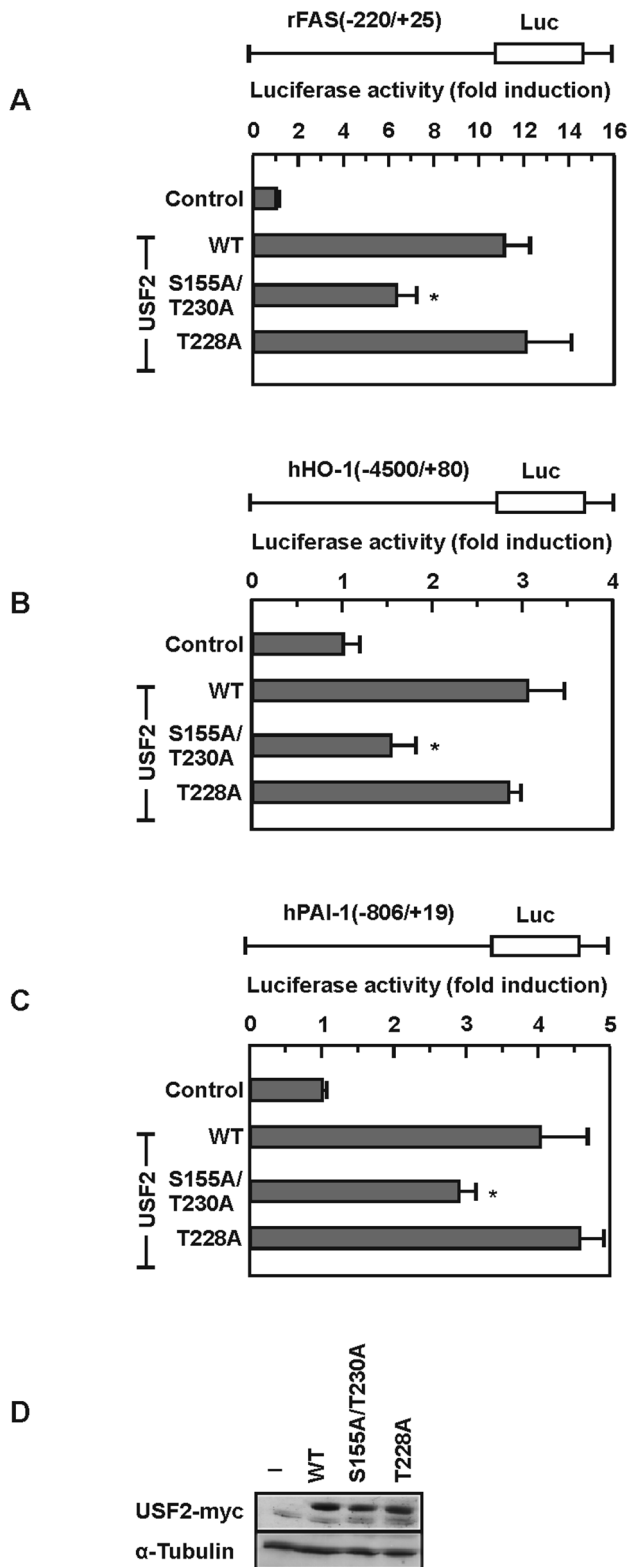 rFAS(-220/+25) Luc
Luciferase activity (fold induction)
A
0 2 4 6 8 10 12 14 16
Control
WT
S155A/
T230A *
T228A
USF2
hHO-1(-4500/+80) Luc
Luciferase activity (fold induction)
B
0 1 2 3 4
Control
WT
S155A/
T230A *
T228A
USF2
hPAI-1(-806/+19) Luc
Luciferase activity (fold induction)
C
0 1 2 3 4 5
Control
WT
S155A/
T230A *
T228A
USF2
D
– WT S155A/T230A T228A
USF2-myc
α-Tubulin